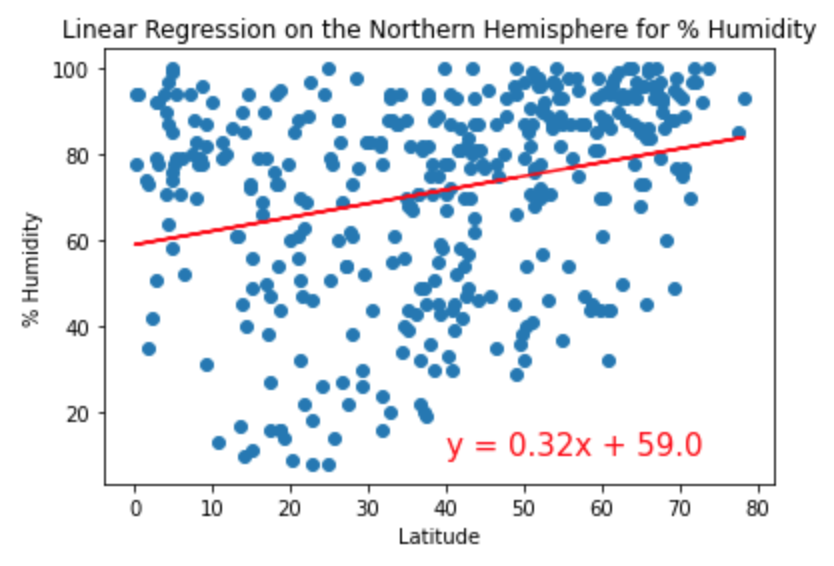 Linear Regression on the Northern Hemisphere for % Humidity
100
80
60
40
20
% Humidity
y = 0.32x + 59.0
0 10 20 30 40 50 60 70 80
Latitude